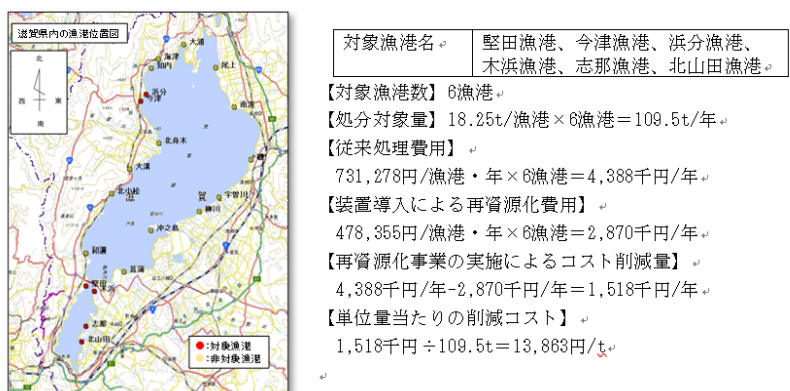 滋賀県内の漁港位置図
北
西 東
南
大浦
海津
知内
尾上
浜分
今津
南浜
北舟木
磯
大溝
北小松
滋 賀
宇曽川
柳川
沖之島
和邇
菖蒲
堅田
木浜
志那
北山田
●:対象漁港
●:非対象漁港
対象漁港名 堅田漁港、今津漁港、浜分漁港、
木浜漁港、志那漁港、北山田漁港
【対象漁港数】6漁港
【処分対象量】18.25t/漁港×6漁港＝109.5t/年
【従来処理費用】
731,278円/漁港・年×6漁港＝4,388千円/年
【装置導入による再資源化費用】
478,355円/漁港・年×6漁港＝2,870千円/年
【再資源化事業の実施によるコスト削減量】
4,388千円/年-2,870千円/年＝1,518千円/年
【単位量当たりの削減コスト】
1,518千円÷109.5t＝13,863円/t